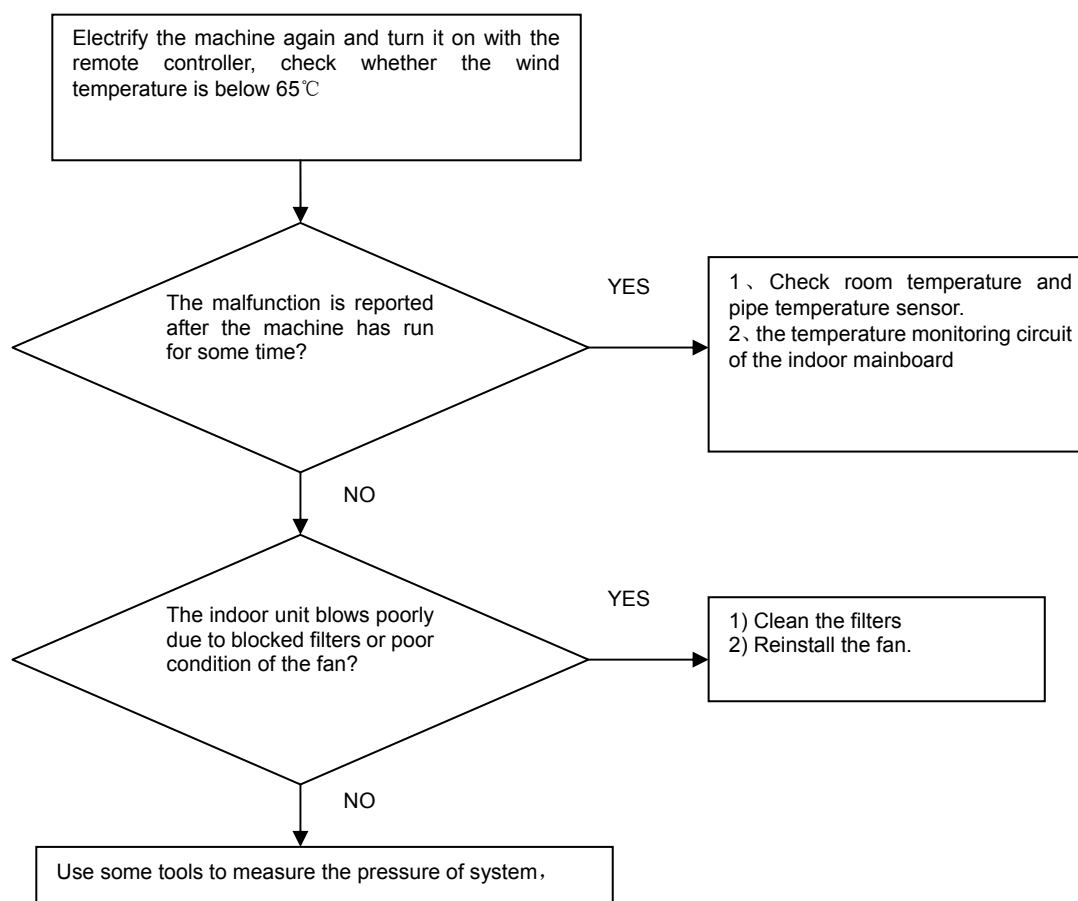 Electrify the machine again and turn it on with the
remote controller, check whether the wind
temperature is below 65℃
The malfunction is reported
after the machine has run
for some time?
YES
1、Check room temperature and
pipe temperature sensor.
2、the temperature monitoring circuit
of the indoor mainboard
NO
The indoor unit blows poorly
due to blocked filters or poor
condition of the fan?
YES
1) Clean the filters
2) Reinstall the fan.
NO
Use some tools to measure the pressure of system，